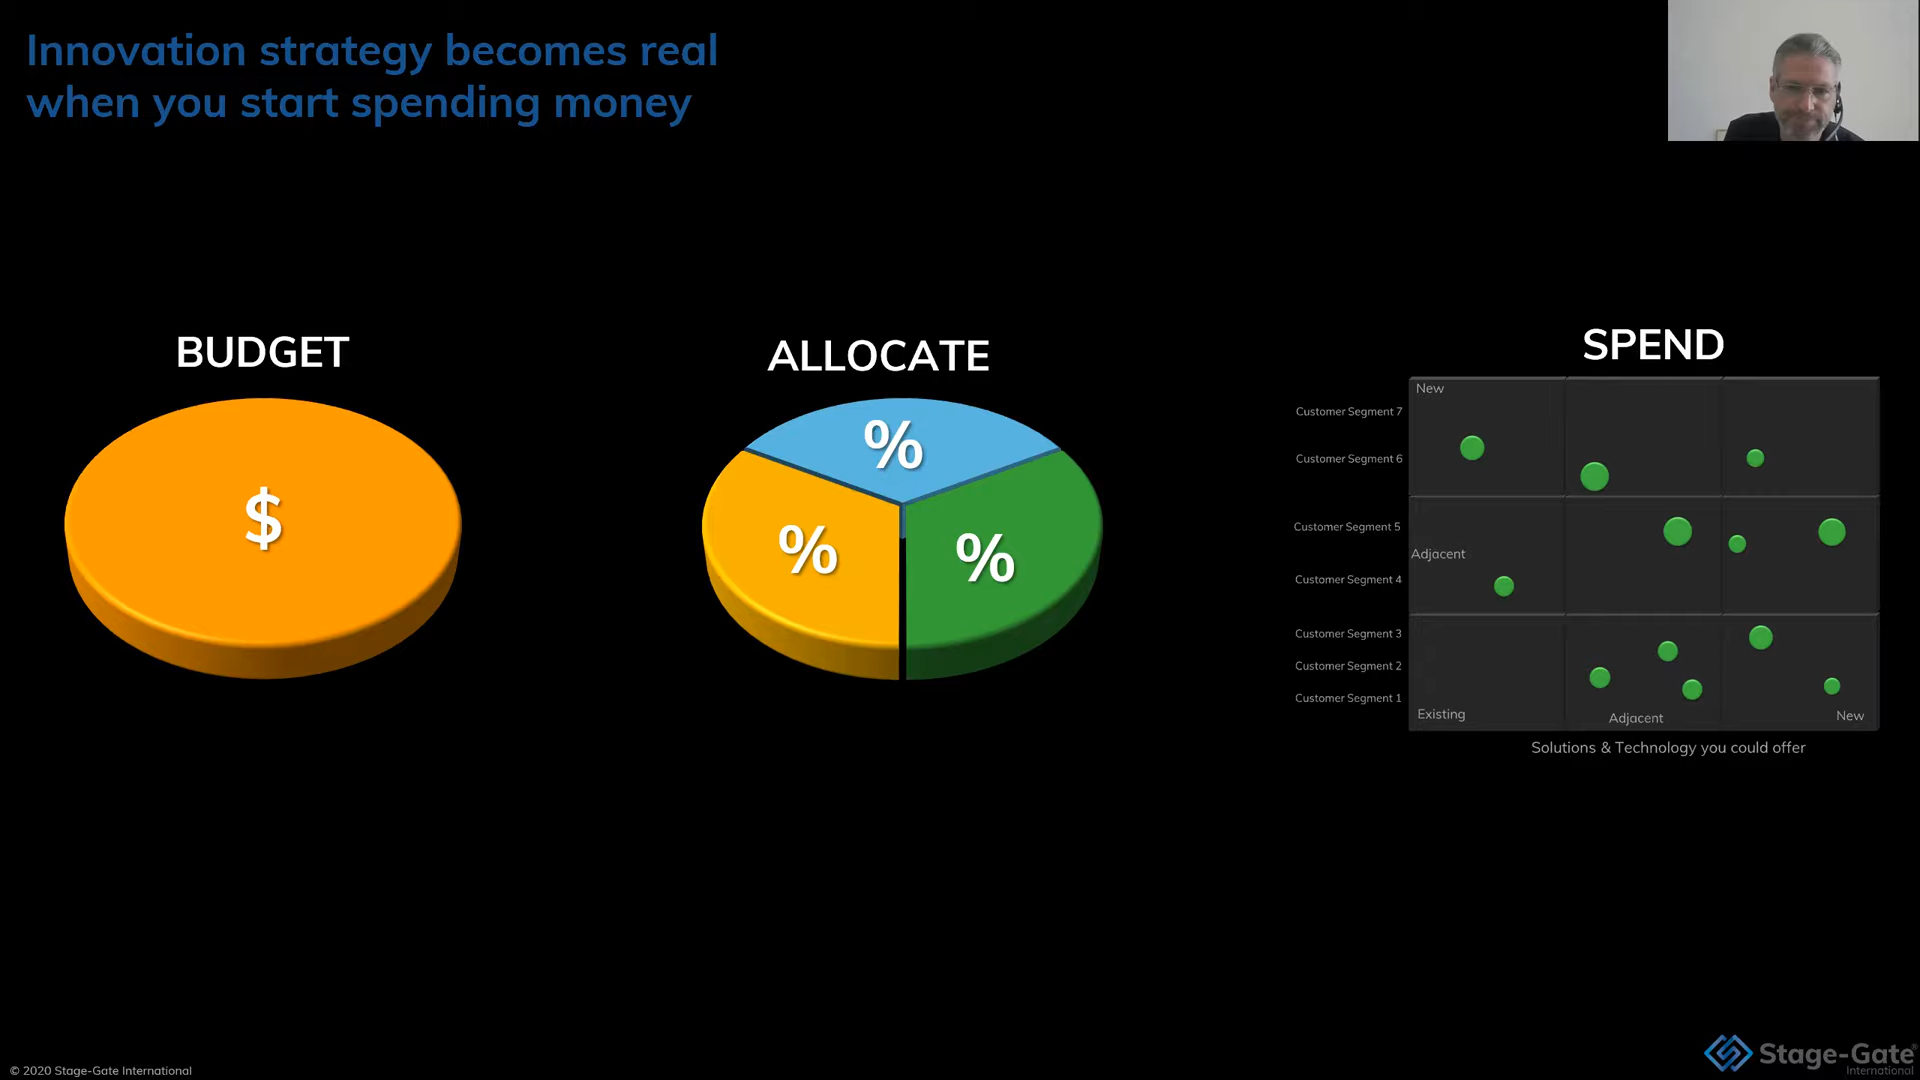 Innovation strategy becomes real
when you start spending money
BUDGET
$
ALLOCATE
%
%
%
SPEND
New
Customer Segment 7
Customer Segment 6
Customer Segment 5
Adjacent
Customer Segment 4
Customer Segment 3
Customer Segment 2
Customer Segment 1
Existing
Adjacent
New
Solutions & Technology you could offer
© 2020 Stage-Gate International
Stage-Gate®
International